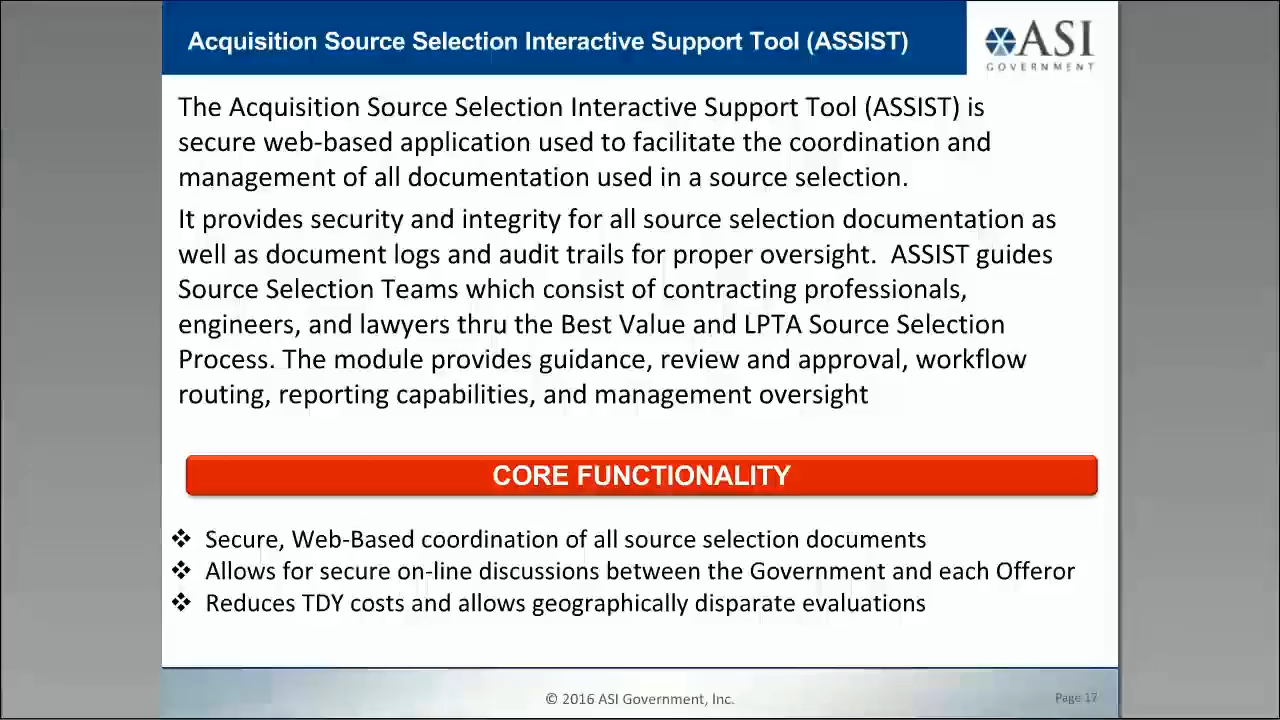 Acquisition Source Selection Interactive Support Tool (ASSIST)
ASI
GOVERNMENT
The Acquisition Source Selection Interactive Support Tool (ASSIST) is
secure web-based application used to facilitate the coordination and
management of all documentation used in a source selection.
It provides security and integrity for all source selection documentation as
well as document logs and audit trails for proper oversight.  ASSIST guides
Source Selection Teams which consist of contracting professionals,
engineers, and lawyers thru the Best Value and LPTA Source Selection
Process. The module provides guidance, review and approval, workflow
routing, reporting capabilities, and management oversight
CORE FUNCTIONALITY
❖ Secure, Web-Based coordination of all source selection documents
❖ Allows for secure on-line discussions between the Government and each Offeror
❖ Reduces TDY costs and allows geographically disparate evaluations
© 2016 ASI Government, Inc.
Page 17